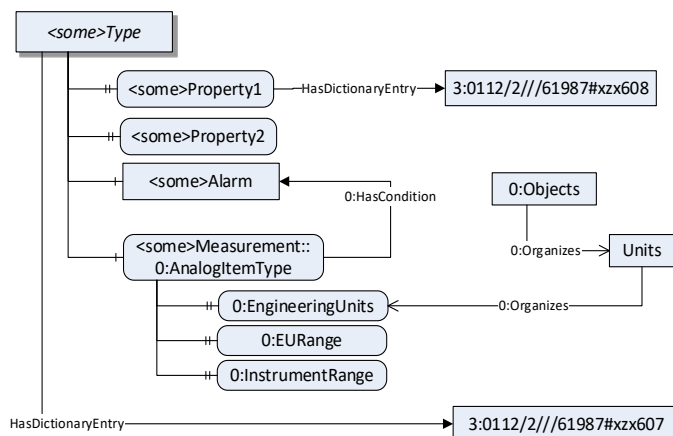 <some>Type
<some>Property1
HasDictionaryEntry
3:0112/2///61987#xzx608
<some>Property2
<some>Alarm
0:HasCondition
0:Objects
<some>Measurement::
0:AnalogItemType
0:Organizes
Units
0:EngineeringUnits
0:Organizes
0:EURange
0:InstrumentRange
HasDictionaryEntry
3:0112/2///61987#xzx607